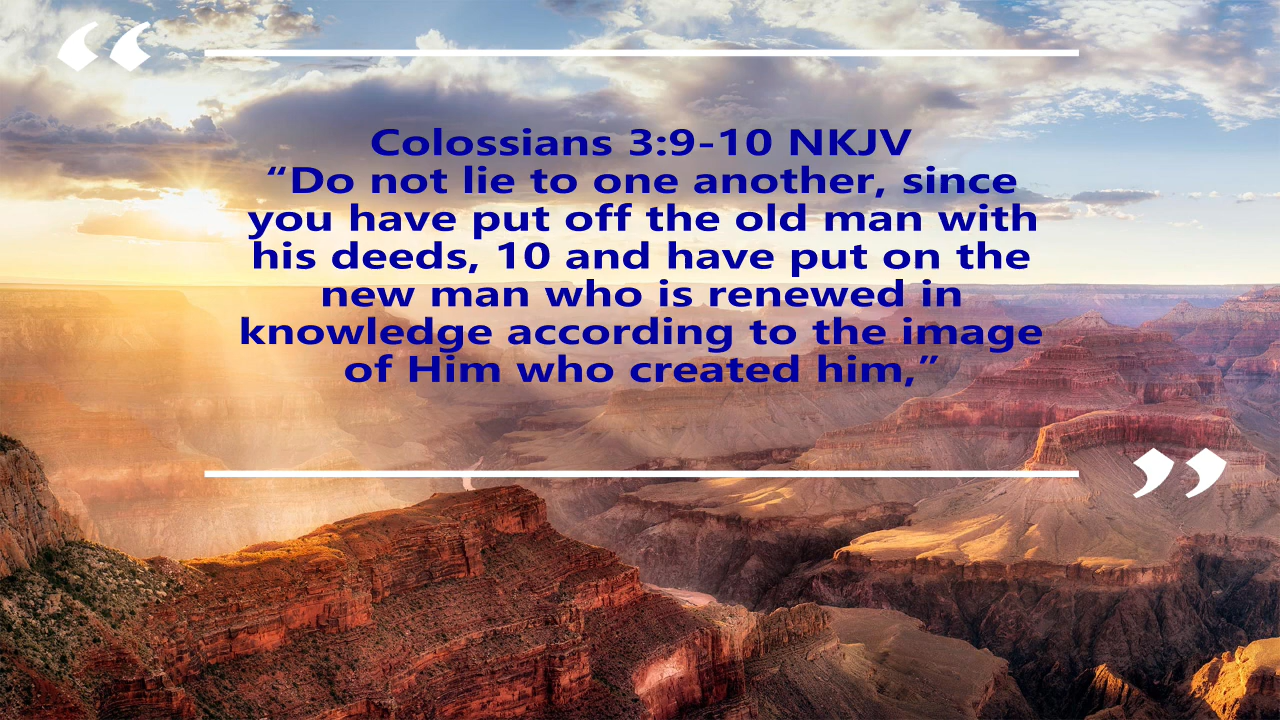 Colossians 3:9-10 NKJV
“Do not lie to one another, since
you have put off the old man with
his deeds, 10 and have put on the
new man who is renewed in
knowledge according to the image
of Him who created him,”